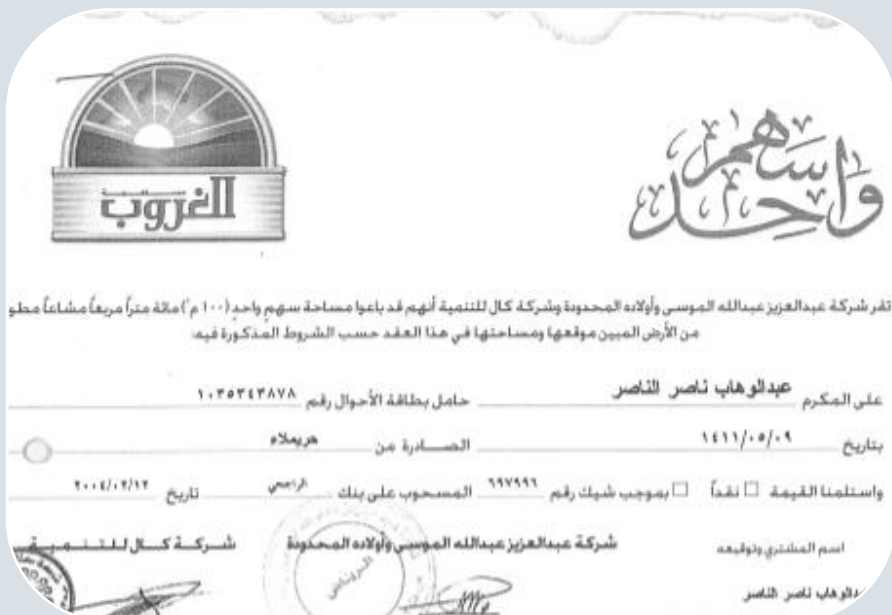 سهم
واحد
مساهمة
الغروب
تقر شركة عبدالعزيز عبدالله الموسى وأولاده المحدودة وشركة كال للتنمية أنهم قد باعوا مساحة سهم واحد (١٠٠ م٢) مائة متراً مربعاً مشاعاً
من الأرض المبين موقعها ومساحتها في هذا العقد حسب الشروط المذكورة فيه:
على المكرم عبدالوهاب ناصر الناصر حامل بطاقة الأحوال رقم ١٠٣٥٣٤٣٨٧٨
بتاريخ ١٤١١/٠٥/٠٩ الصادرة من حريملاء
واستلمنا القيمة نقداً بموجب شيك رقم ٦٩٧٩٩٦ المسحوب على بنك الراجحي تاريخ ٢٠٠٤/٠٢/١٢
اسم المشتري وتوقيعه شركة عبدالعزيز عبدالله الموسى وأولاده المحدودة شركة كال للتنمية
عبدالوهاب ناصر الناصر
الرياض